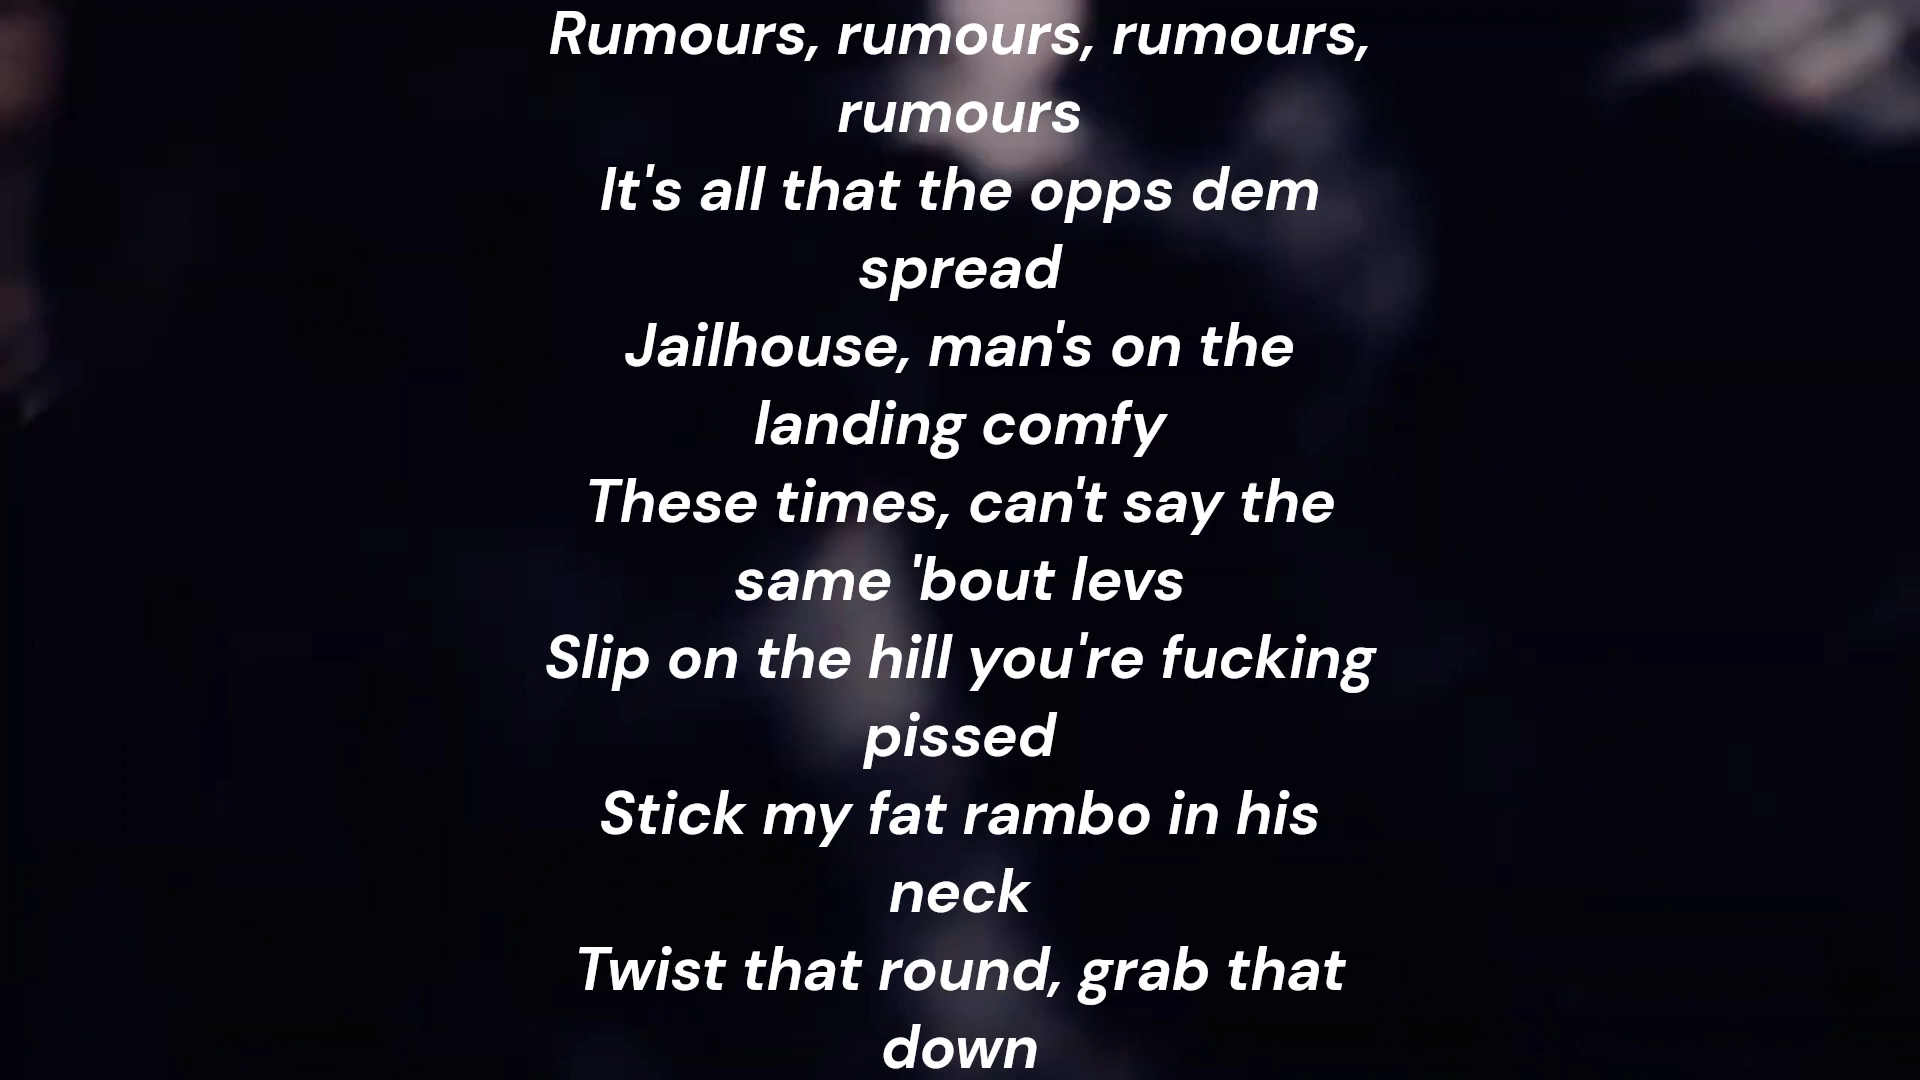 Rumours, rumours, rumours,
rumours
It's all that the opps dem
spread
Jailhouse, man's on the
landing comfy
These times, can't say the
same 'bout levs
Slip on the hill you're fucking
pissed
Stick my fat rambo in his
neck
Twist that round, grab that
down